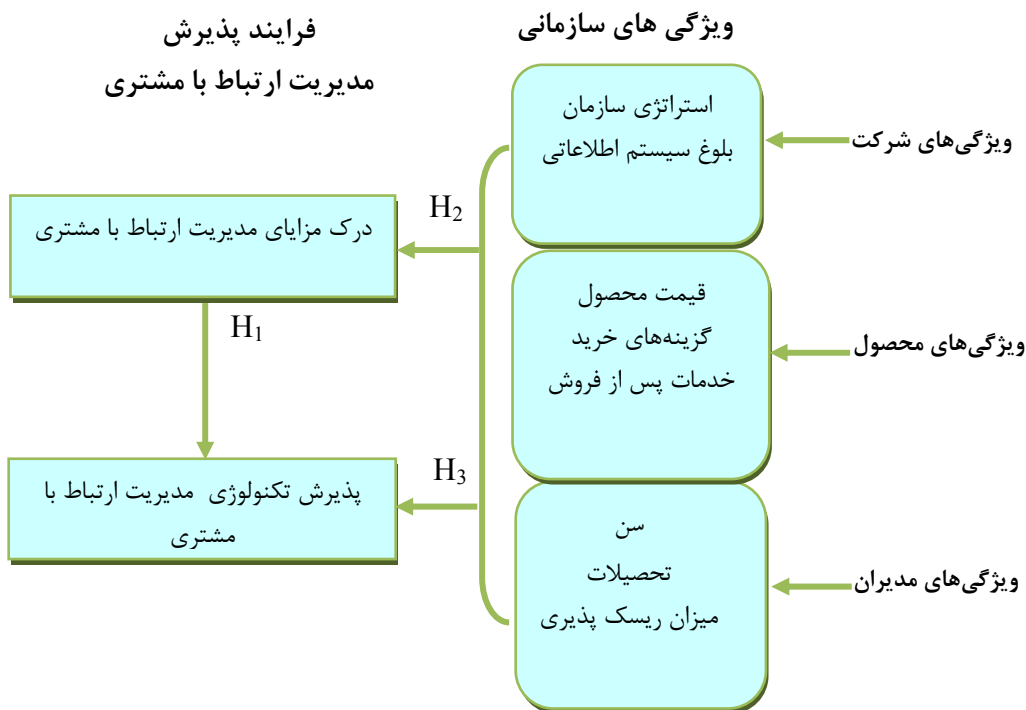 ویژگی های سازمانی
فرایند پذیرش
مدیریت ارتباط با مشتری
ویژگی‌های شرکت
استراتژی سازمان
بلوغ سیستم اطلاعاتی
ویژگی‌های محصول
قیمت محصول
گزینه‌های خرید
خدمات پس از فروش
ویژگی‌های مدیران
سن
تحصیلات
میزان ریسک پذیری
H2
درک مزایای مدیریت ارتباط با مشتری
H1
H3
پذیرش تکنولوژی مدیریت ارتباط با
مشتری